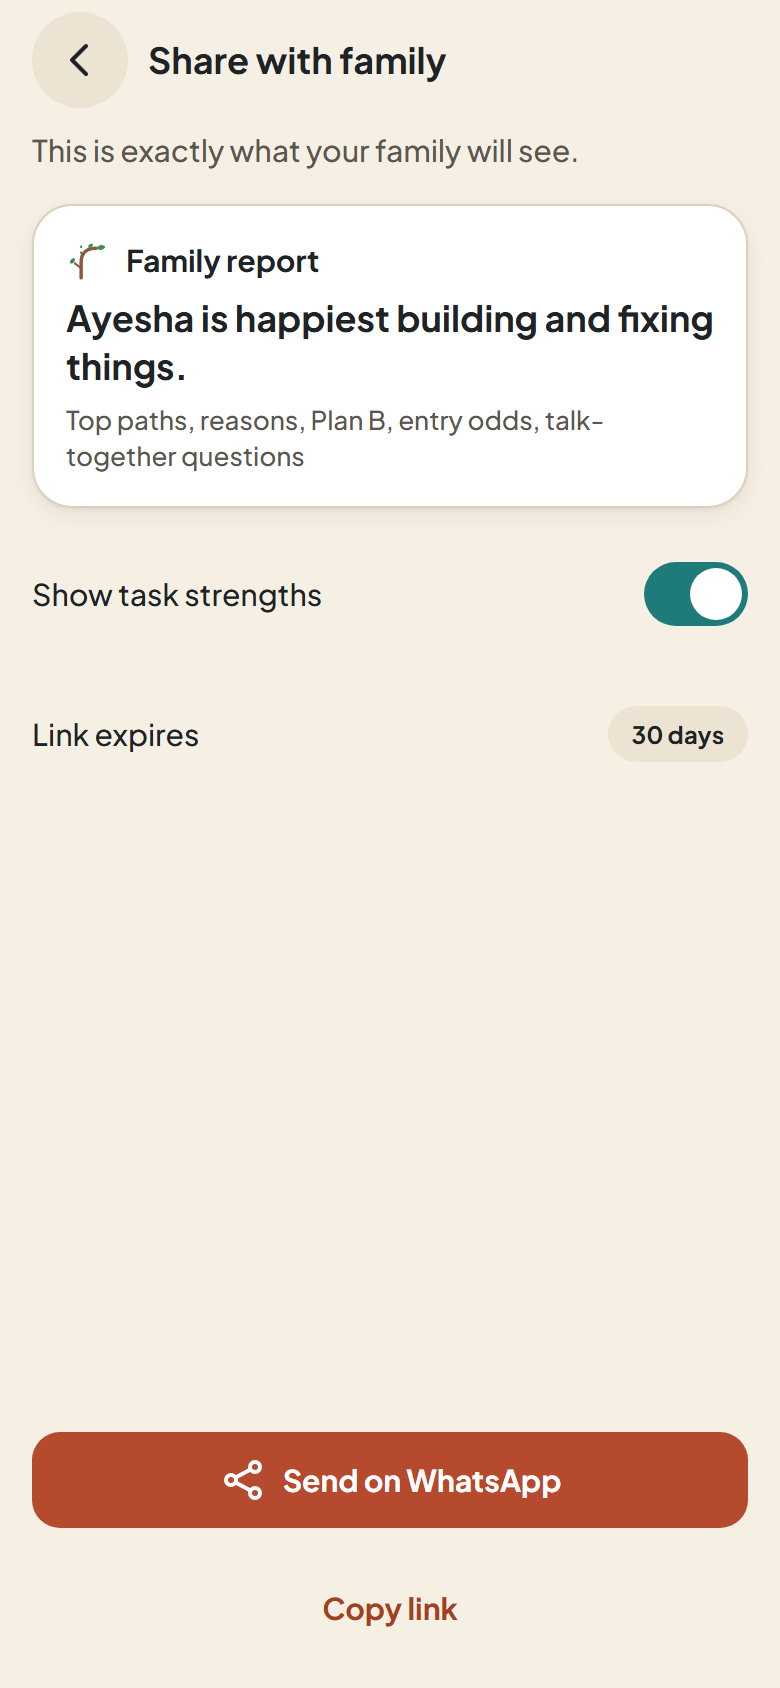 Share with family
This is exactly what your family will see.
Family report
Ayesha is happiest building and fixing
things.
Top paths, reasons, Plan B, entry odds, talk-
together questions
Show task strengths
Link expires
30 days
Send on WhatsApp
Copy link